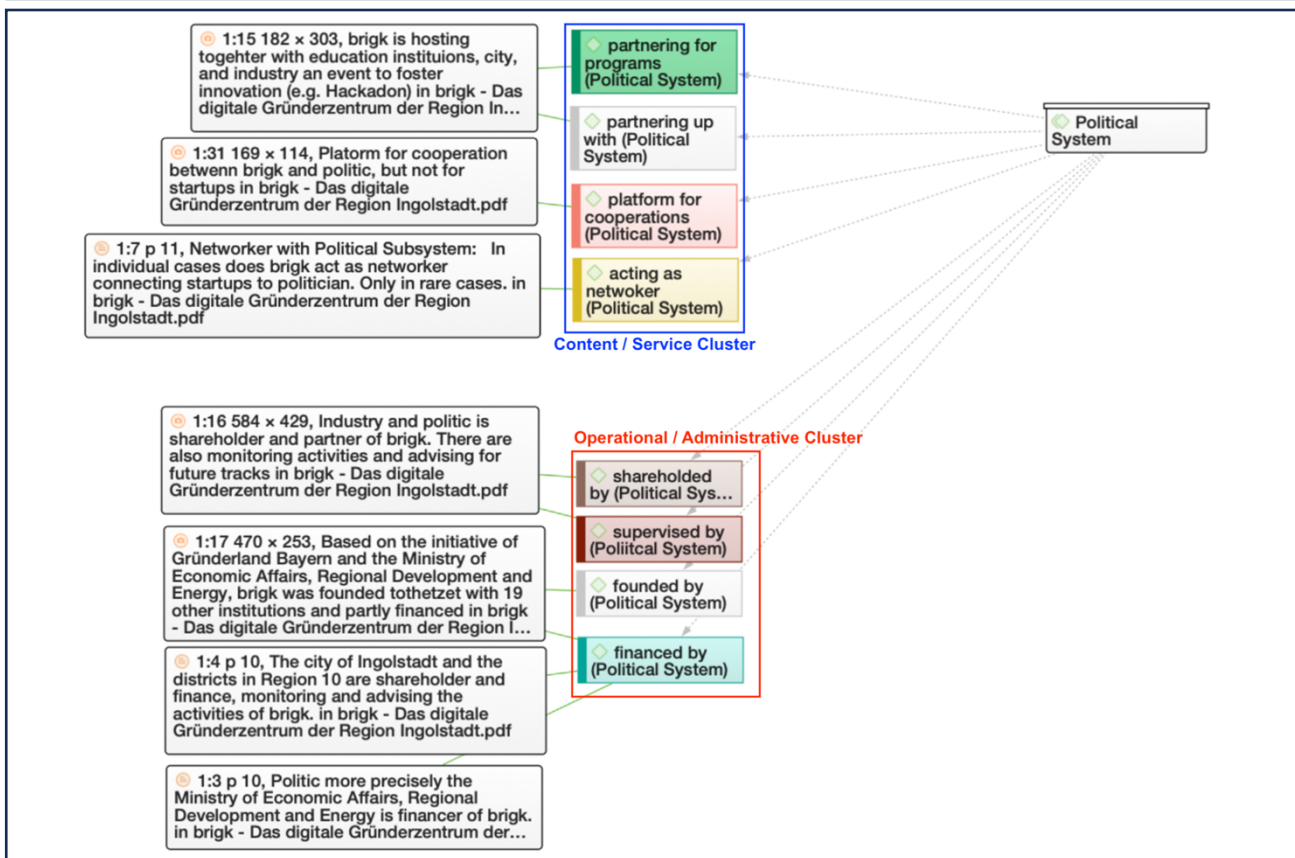 1:15 182 × 303, brigk is hosting
togehter with education instituions, city,
and industry an event to foster
innovation (e.g. Hackadon) in brigk - Das
digitale Gründerzentrum der Region In...
partnering for
programs
(Political System)
partnering up
with (Political
System)
Political
System
1:31 169 × 114, Platorm for cooperation
betwenn brigk and politic, but not for
startups in brigk - Das digitale
Gründerzentrum der Region Ingolstadt.pdf
platform for
cooperations
(Political System)
1:7 p 11, Networker with Political Subsystem: In
individual cases does brigk act as networker
connecting startups to politician. Only in rare cases. in
brigk - Das digitale Gründerzentrum der Region
Ingolstadt.pdf
acting as
netwoker
(Political System)
Content / Service Cluster
Operational / Administrative Cluster
1:16 584 × 429, Industry and politic is
shareholder and partner of brigk. There are
also monitoring activities and advising for
future tracks in brigk - Das digitale
Gründerzentrum der Region Ingolstadt.pdf
shareholded
by (Political Sys...
supervised by
(Poliitcal System)
1:17 470 × 253, Based on the initiative of
Gründerland Bayern and the Ministry of
Economic Affairs, Regional Development and
Energy, brigk was founded tothetzet with 19
other institutions and partly financed in brigk
- Das digitale Gründerzentrum der Region I...
founded by
(Political System)
financed by
(Political System)
1:4 p 10, The city of Ingolstadt and the
districts in Region 10 are shareholder and
finance, monitoring and advising the
activities of brigk. in brigk - Das digitale
Gründerzentrum der Region Ingolstadt.pdf
1:3 p 10, Politic more precisely the
Ministry of Economic Affairs, Regional
Development and Energy is financer of brigk.
in brigk - Das digitale Gründerzentrum der...